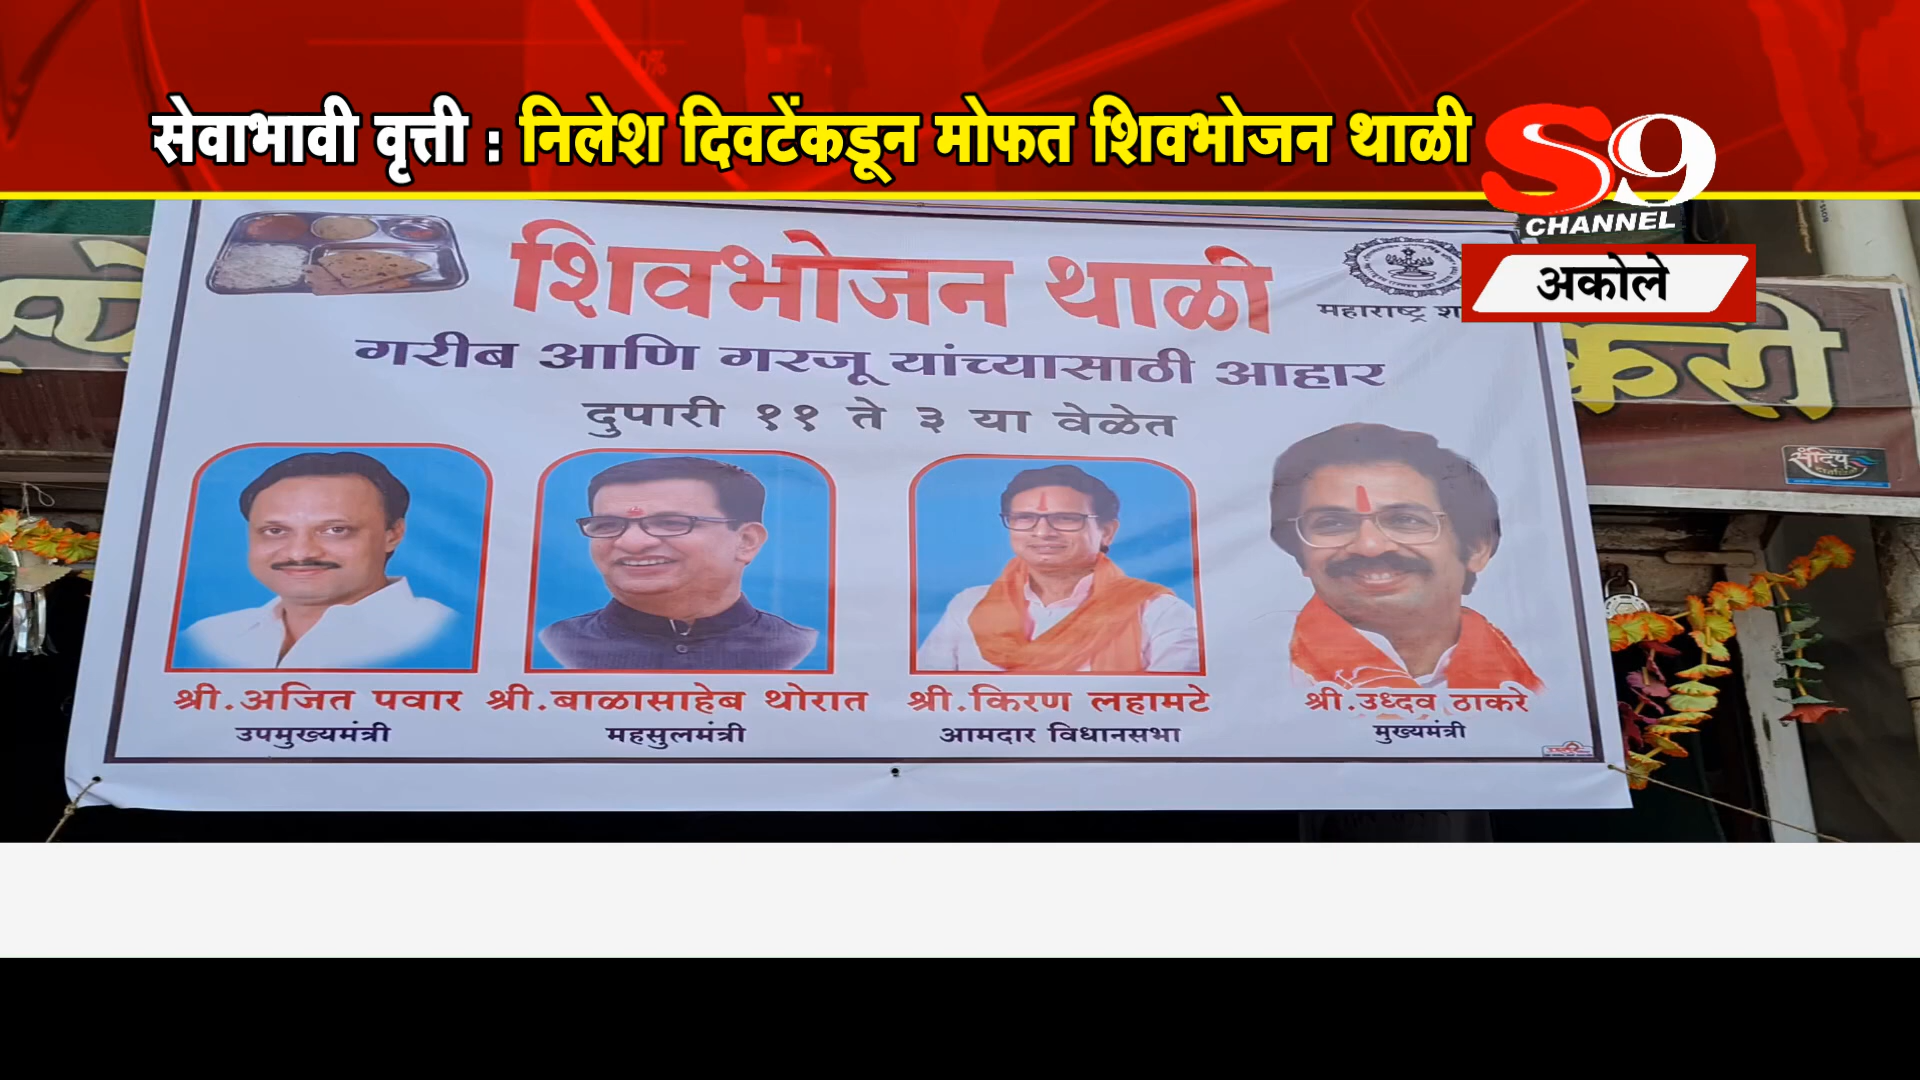 सेवाभावी वृत्ती : निलेश दिवटेंकडून मोफत शिवभोजन थाळी
S9
CHANNEL
अकोले
शिवभोजन थाळी
महाराष्ट्र
गरीब आणि गरजू यांच्यासाठी आहार
दुपारी ११ ते ३ या वेळेत
करी
संदिप
श्री.अजित पवार श्री.बाळासाहेब थोरात श्री.किरण लहामटे श्री.उध्दव ठाकरे
उपमुख्यमंत्री महसुलमंत्री आमदार विधानसभा मुख्यमंत्री